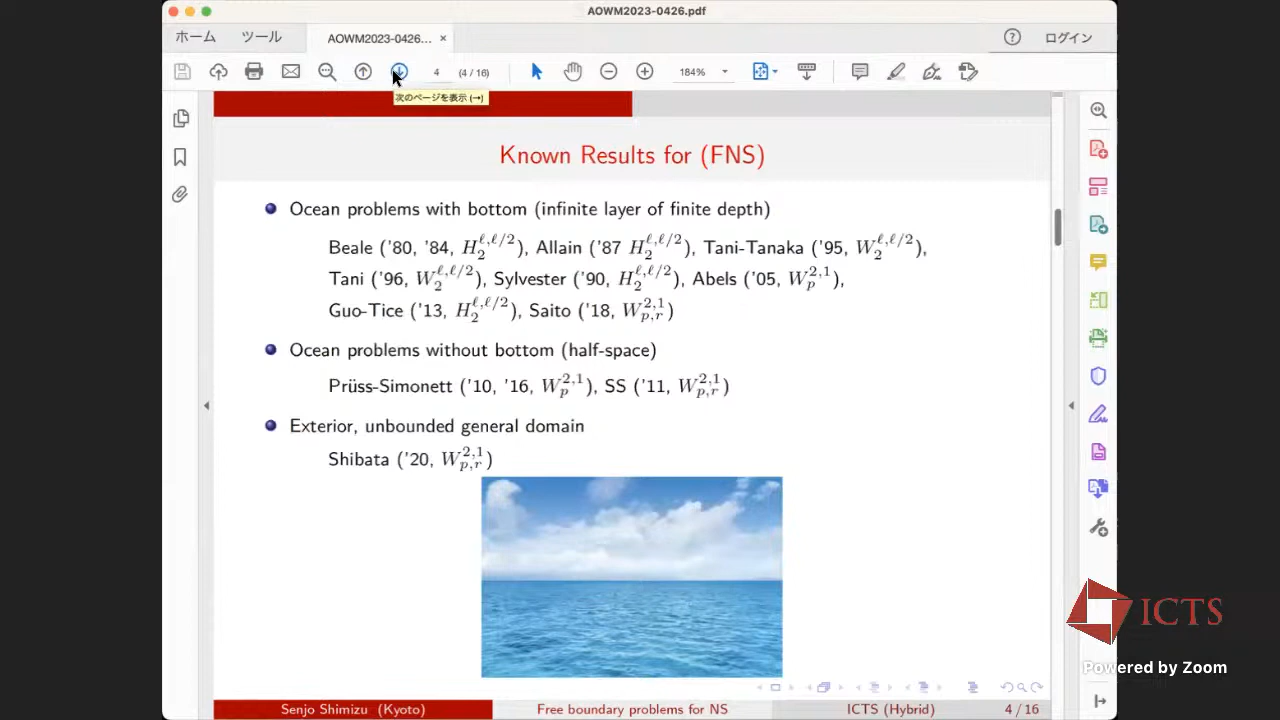 AOWM2023-0426.pdf
ホーム ツール AOWM2023-0426... × ログイン
4 (4 / 16) 184%
次のページを表示 (→)
Known Results for (FNS)
Ocean problems with bottom (infinite layer of finite depth)
Beale ('80, '84, $H_2^{\ell,\ell/2}$), Allain ('87 $H_2^{\ell,\ell/2}$), Tani-Tanaka ('95, $W_2^{\ell,\ell/2}$),
Tani ('96, $W_2^{\ell,\ell/2}$), Sylvester ('90, $H_2^{\ell,\ell/2}$), Abels ('05, $W_p^{2,1}$),
Guo-Tice ('13, $H_2^{\ell,\ell/2}$), Saito ('18, $W_{p,r}^{2,1}$)
Ocean problems without bottom (half-space)
Prüss-Simonett ('10, '16, $W_p^{2,1}$), SS ('11, $W_{p,r}^{2,1}$)
Exterior, unbounded general domain
Shibata ('20, $W_{p,r}^{2,1}$)
ICTS
Powered by Zoom
Senjo Shimizu (Kyoto) Free boundary problems for NS ICTS (Hybrid) 4 / 16